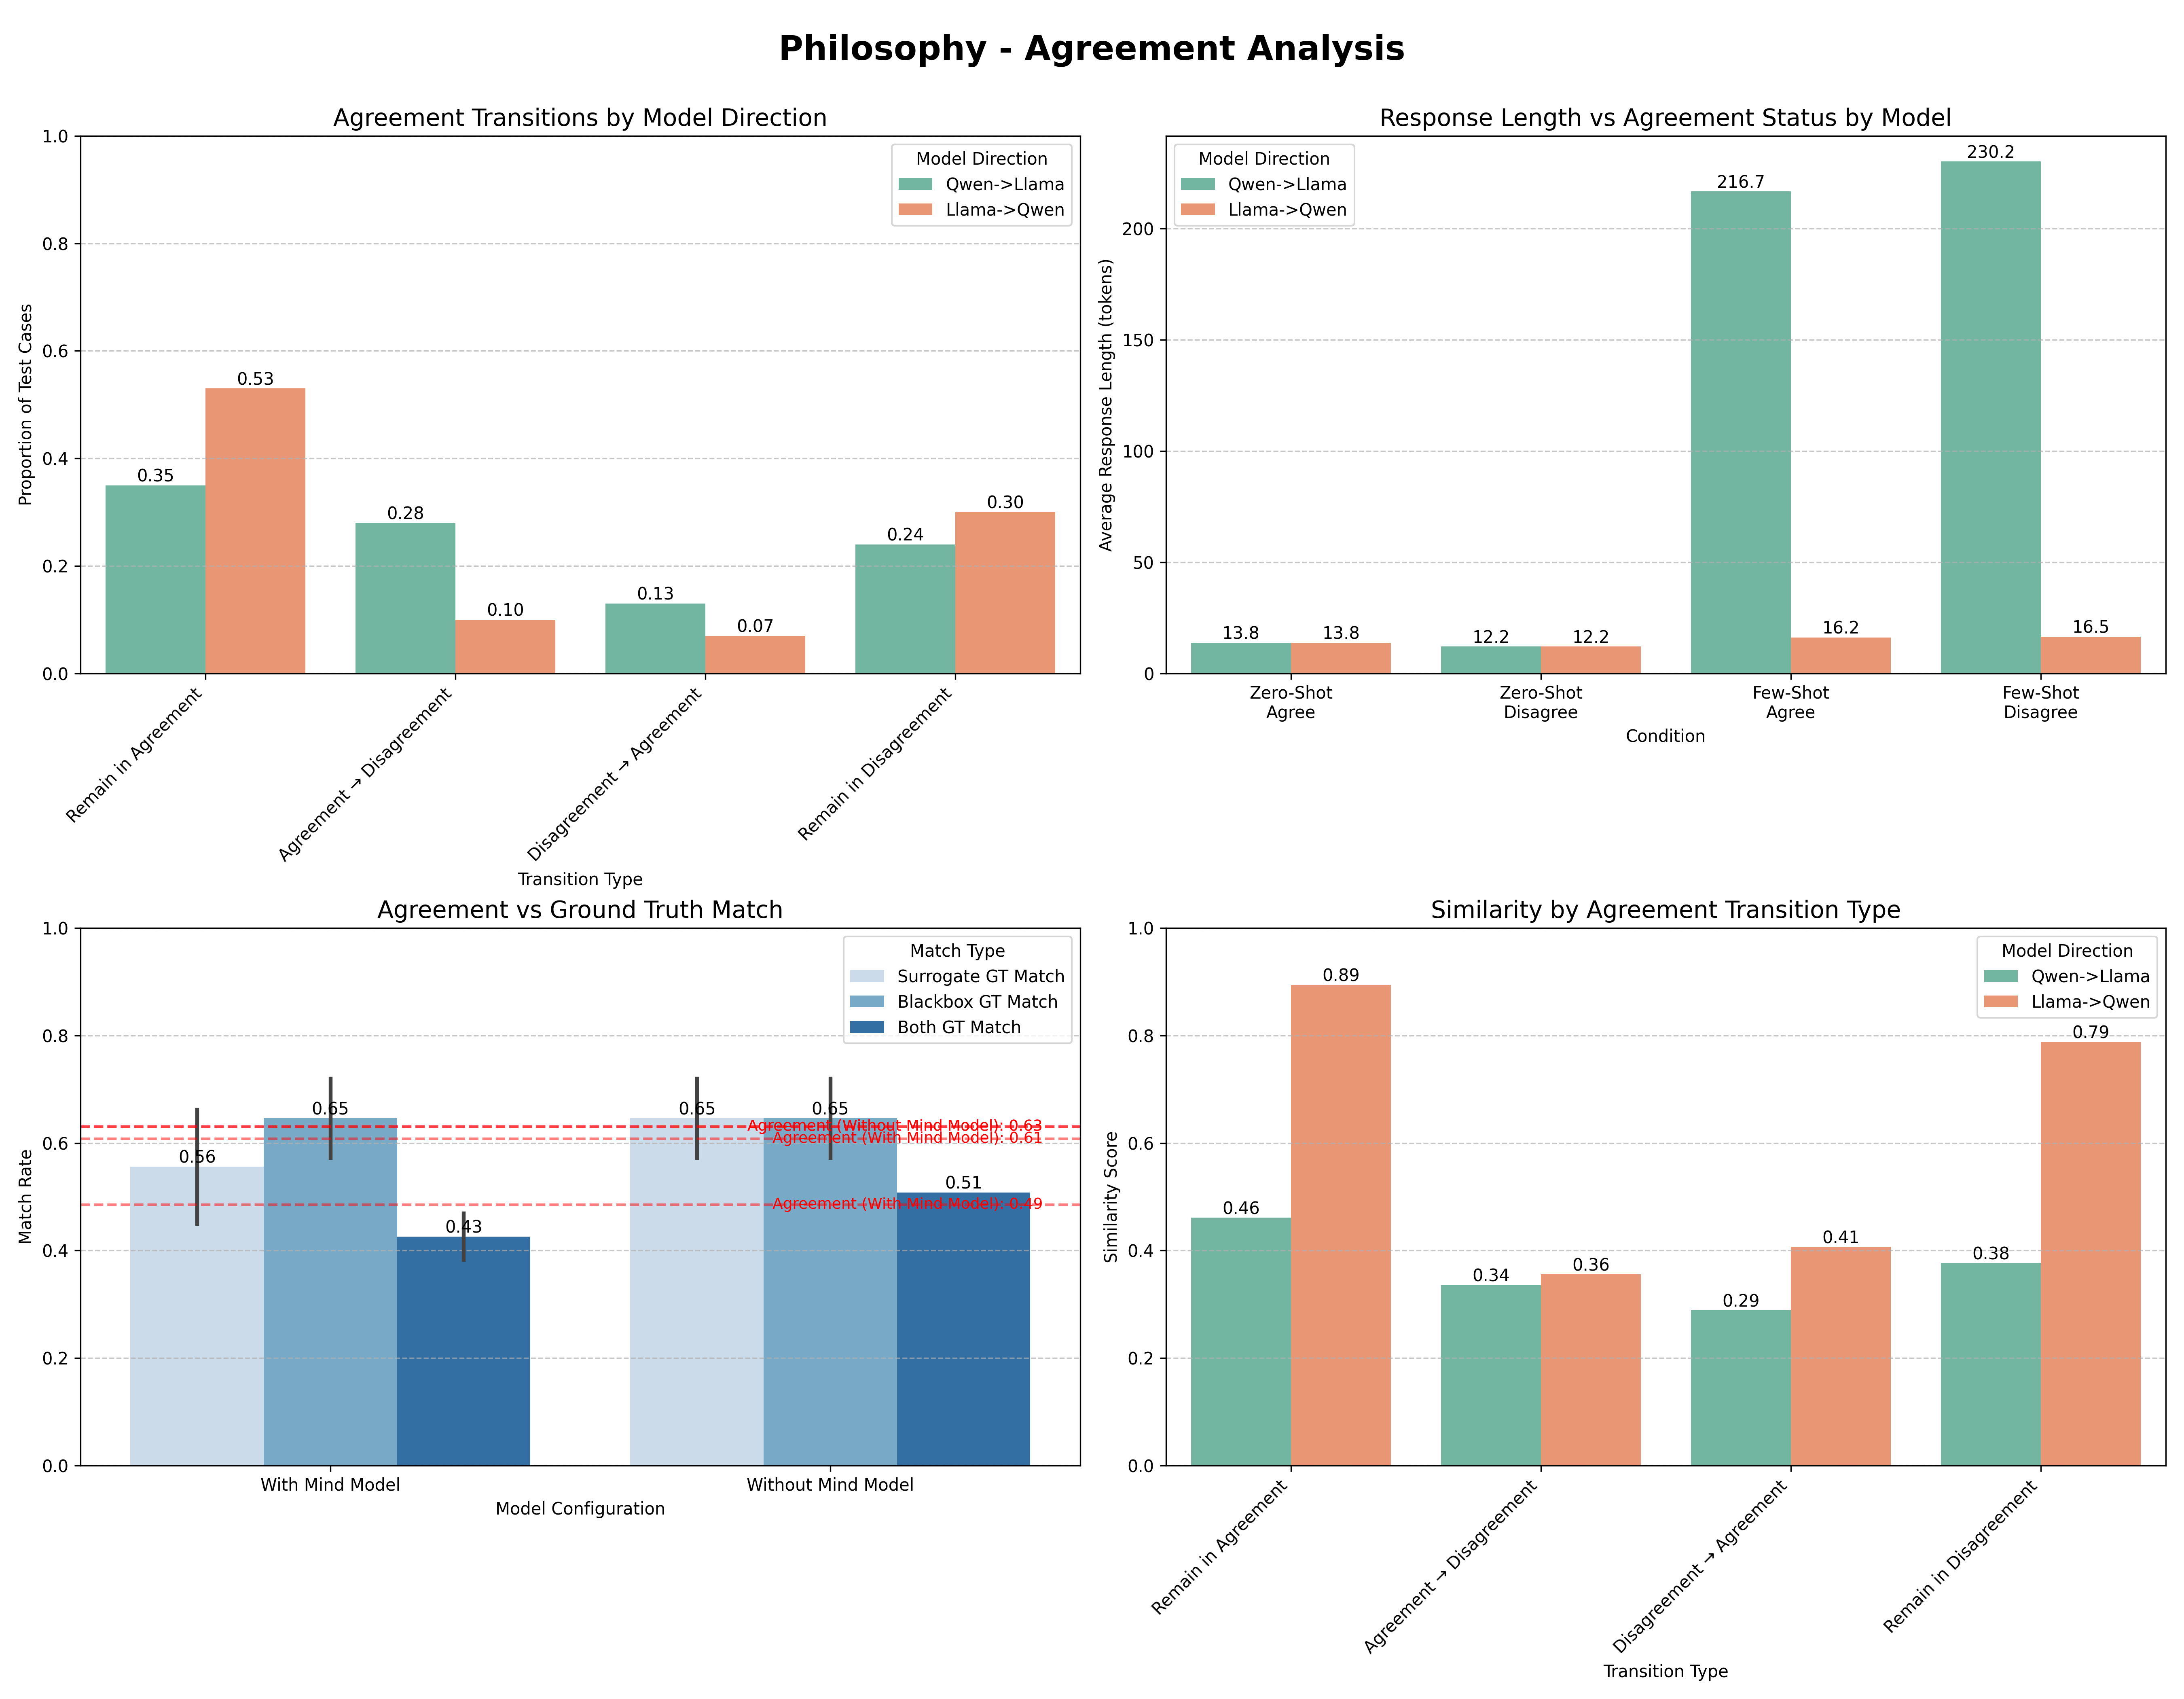 Philosophy - Agreement Analysis
Agreement Transitions by Model Direction
Model Direction
Qwen->Llama
Llama->Qwen
Proportion of Test Cases
1.0
0.8
0.6
0.4
0.2
0.0
0.35
0.53
0.28
0.10
0.13
0.07
0.24
0.30
Remain in Agreement
Agreement → Disagreement
Disagreement → Agreement
Remain in Disagreement
Transition Type
Response Length vs Agreement Status by Model
Model Direction
Qwen->Llama
Llama->Qwen
Average Response Length (tokens)
200
150
100
50
0
13.8
13.8
12.2
12.2
216.7
16.2
230.2
16.5
Zero-Shot
Agree
Zero-Shot
Disagree
Few-Shot
Agree
Few-Shot
Disagree
Condition
Agreement vs Ground Truth Match
Match Type
Surrogate GT Match
Blackbox GT Match
Both GT Match
Match Rate
1.0
0.8
0.6
0.4
0.2
0.0
0.56
0.65
0.43
0.65
0.65
0.51
Agreement (Without Mind Model): 0.63
Agreement (With Mind Model): 0.61
Agreement (With Mind Model): 0.49
With Mind Model
Without Mind Model
Model Configuration
Similarity by Agreement Transition Type
Model Direction
Qwen->Llama
Llama->Qwen
Similarity Score
1.0
0.8
0.6
0.4
0.2
0.0
0.46
0.89
0.34
0.36
0.29
0.41
0.38
0.79
Remain in Agreement
Agreement → Disagreement
Disagreement → Agreement
Remain in Disagreement
Transition Type